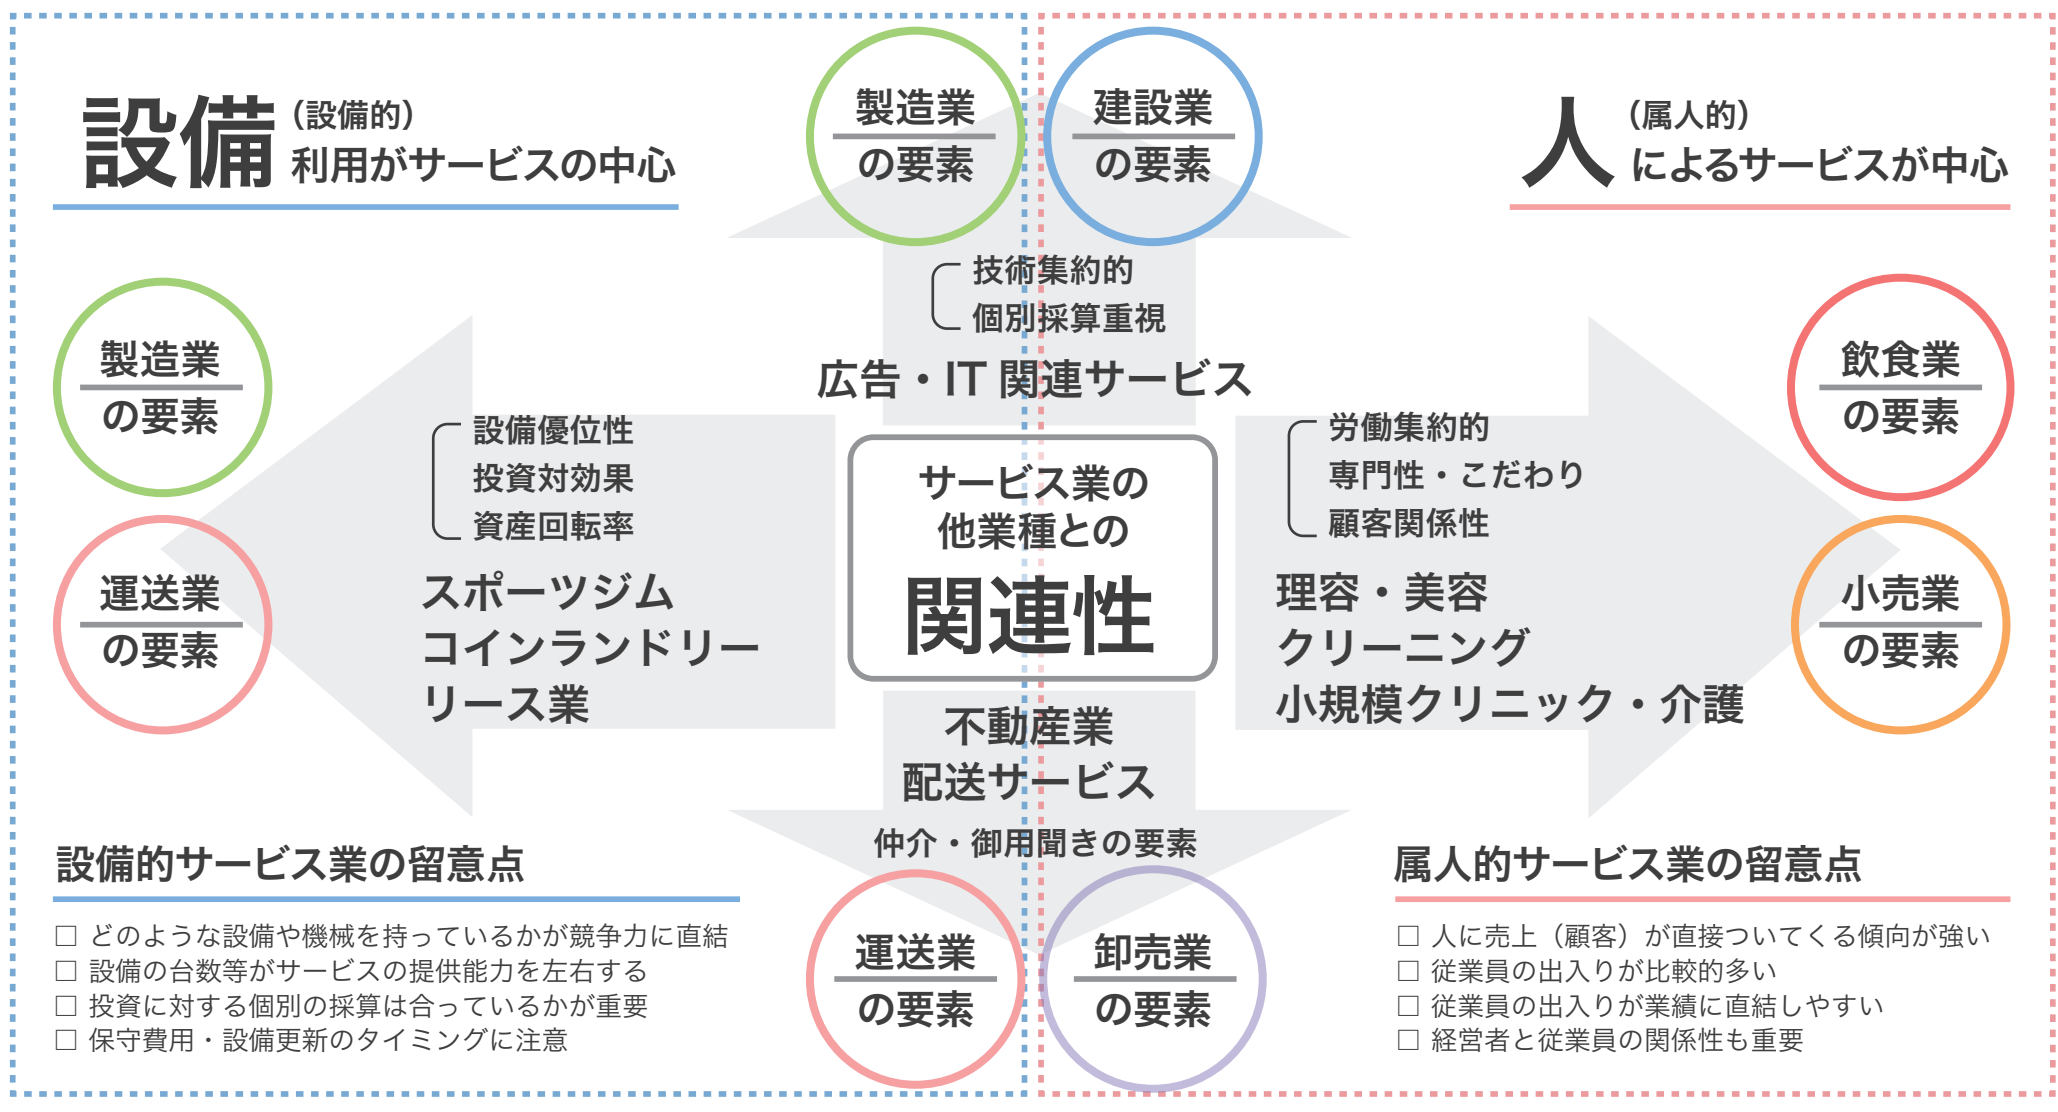 設備
（設備的）
利用がサービスの中心
製造業
の要素
建設業
の要素
人
（属人的）
によるサービスが中心
技術集約的
個別採算重視
広告・IT 関連サービス
製造業
の要素
運送業
の要素
設備優位性
投資対効果
資産回転率
スポーツジム
コインランドリー
リース業
サービス業の
他業種との
関連性
労働集約的
専門性・こだわり
顧客関係性
理容・美容
クリーニング
小規模クリニック・介護
飲食業
の要素
小売業
の要素
不動産業
配送サービス
仲介・御用聞きの要素
運送業
の要素
卸売業
の要素
設備的サービス業の留意点
□ どのような設備や機械を持っているかが競争力に直結
□ 設備の台数等がサービスの提供能力を左右する
□ 投資に対する個別の採算は合っているかが重要
□ 保守費用・設備更新のタイミングに注意
属人的サービス業の留意点
□ 人に売上（顧客）が直接ついてくる傾向が強い
□ 従業員の出入りが比較的多い
□ 従業員の出入りが業績に直結しやすい
□ 経営者と従業員の関係性も重要